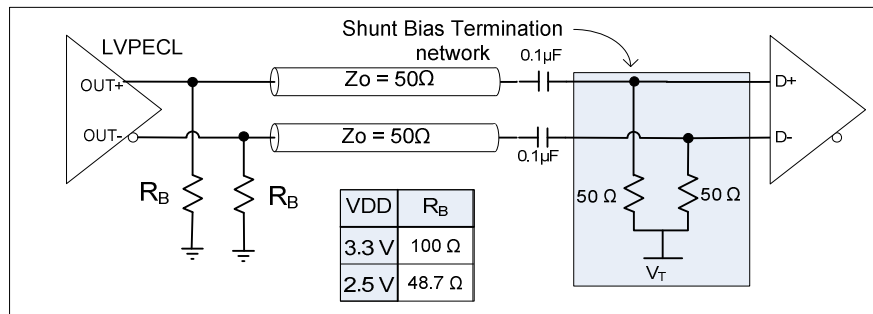 Shunt Bias Termination
network
LVPECL
0.1µF
OUT+
Zo = 50Ω
D+
OUT-
Zo = 50Ω
D-
0.1µF
RB
RB
50 Ω
50 Ω
VDD RB
3.3 V 100 Ω
2.5 V 48.7 Ω
VT